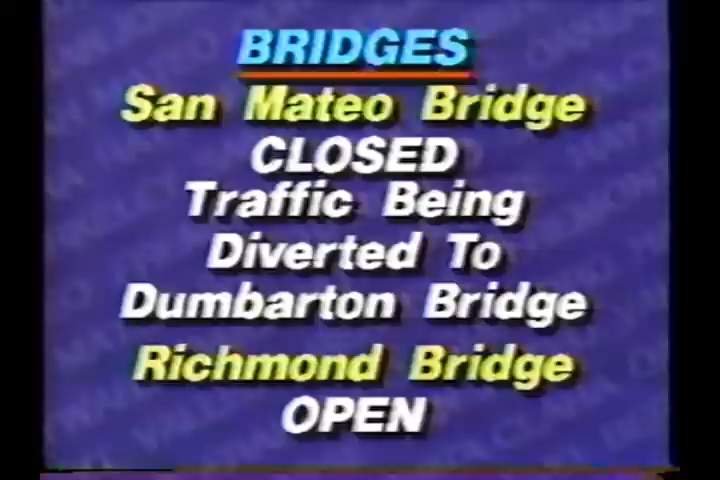 BRIDGES
San Mateo Bridge
CLOSED
Traffic Being
Diverted To
Dumbarton Bridge
Richmond Bridge
OPEN